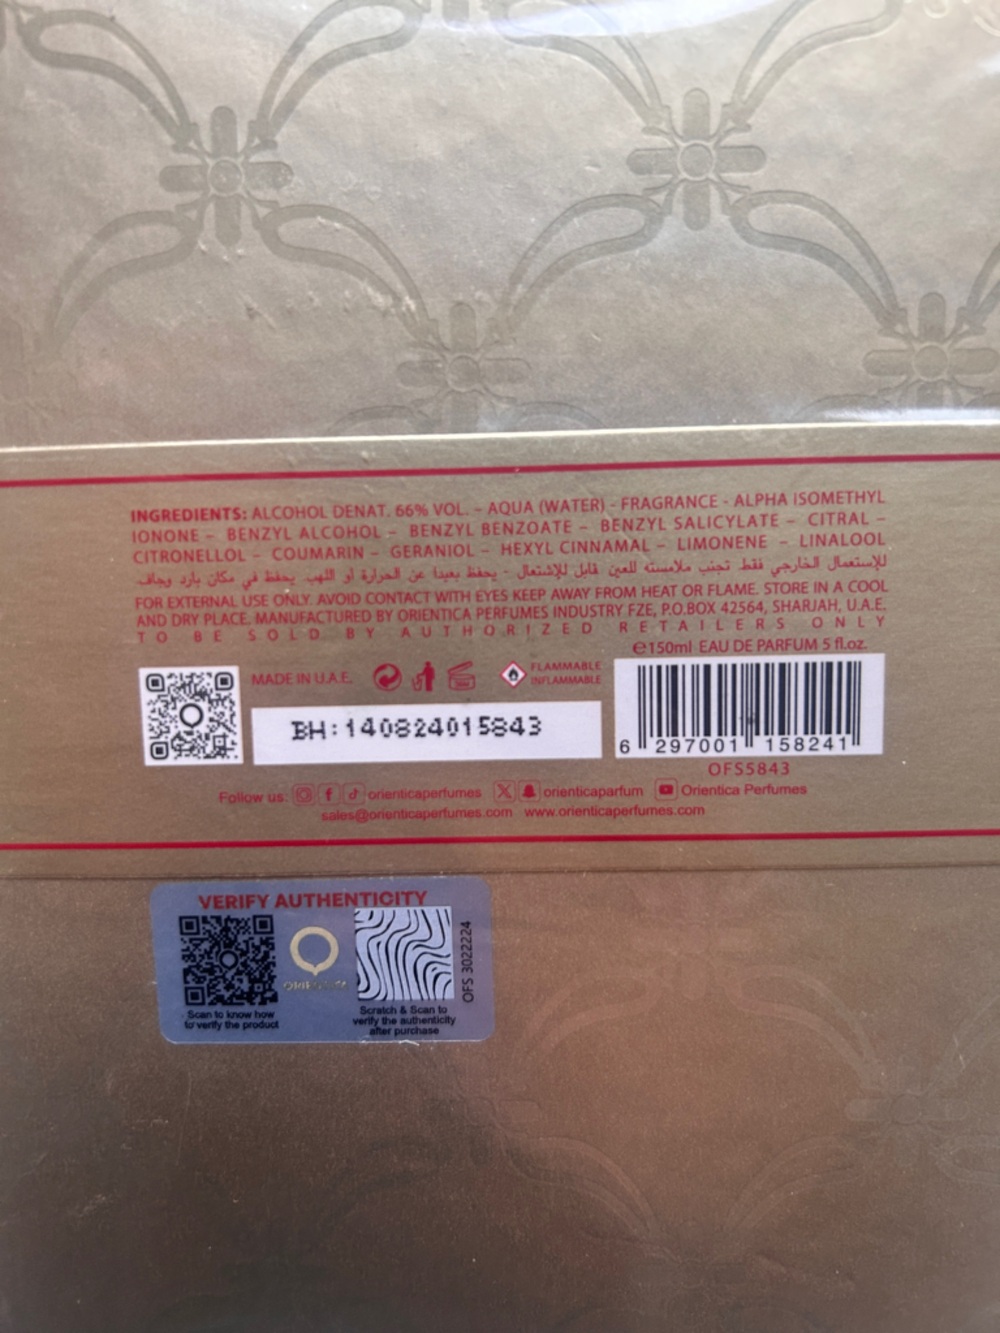 INGREDIENTS: ALCOHOL DENAT. 66% VOL. – AQUA (WATER) - FRAGRANCE - ALPHA ISOMETHYL
IONONE – BENZYL ALCOHOL – BENZYL BENZOATE – BENZYL SALICYLATE – CITRAL –
CITRONELLOL – COUMARIN – GERANIOL – HEXYL CINNAMAL – LIMONENE – LINALOOL
للإستعمال الخارجي فقط تجنب ملامسته للعين قابل للإشتعال - يحفظ بعيدا عن الحرارة أو اللهب يحفظ في مكان بارد وجاف
FOR EXTERNAL USE ONLY. AVOID CONTACT WITH EYES KEEP AWAY FROM HEAT OR FLAME. STORE IN A COOL
AND DRY PLACE. MANUFACTURED BY ORIENTICA PERFUMES INDUSTRY FZE, P.O.BOX 42564, SHARJAH, U.A.E.
TO BE SOLD BY AUTHORIZED RETAILERS ONLY
℮150ml EAU DE PARFUM 5 fl.oz.
MADE IN U.A.E.
FLAMMABLE
INFLAMMABLE
BH:140824015843
6 297001 158241
OFS5843
Follow us: orienticaperfumes orienticaparfum Orientica Perfumes
sales@orienticaperfumes.com www.orienticaperfumes.com
VERIFY AUTHENTICITY
ORIENTICA
OFS 3022224
Scan to know how
to verify the product
Scratch & Scan to
verify the authenticity
after purchase